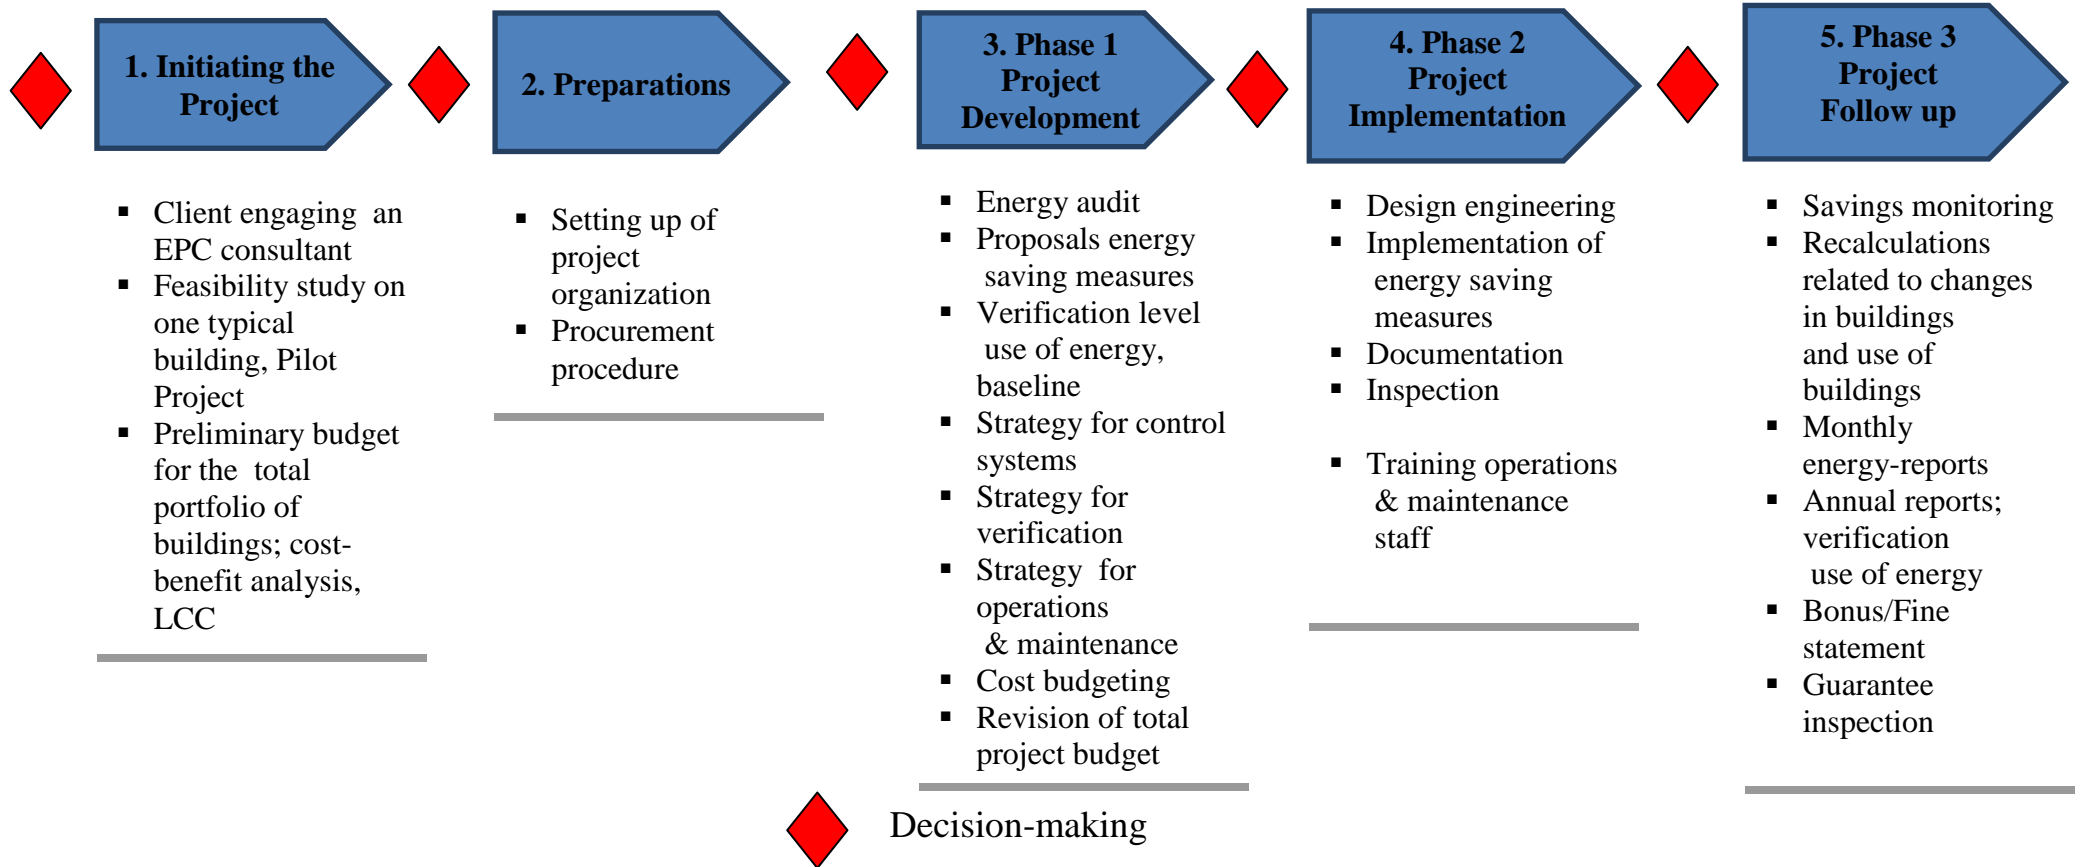 1. Initiating the
Project
2. Preparations
3. Phase 1
Project
Development
4. Phase 2
Project
Implementation
5. Phase 3
Project
Follow up
▪ Client engaging an
EPC consultant
▪ Feasibility study on
one typical
building, Pilot
Project
▪ Preliminary budget
for the total
portfolio of
buildings; cost-
benefit analysis,
LCC
▪ Setting up of
project
organization
▪ Procurement
procedure
▪ Energy audit
▪ Proposals energy
saving measures
▪ Verification level
use of energy,
baseline
▪ Strategy for control
systems
▪ Strategy for
verification
▪ Strategy for
operations
& maintenance
▪ Cost budgeting
▪ Revision of total
project budget
▪ Design engineering
▪ Implementation of
energy saving
measures
▪ Documentation
▪ Inspection
▪ Training operations
& maintenance
staff
▪ Savings monitoring
▪ Recalculations
related to changes
in buildings
and use of
buildings
▪ Monthly
energy-reports
▪ Annual reports;
verification
use of energy
▪ Bonus/Fine
statement
▪ Guarantee
inspection
Decision-making